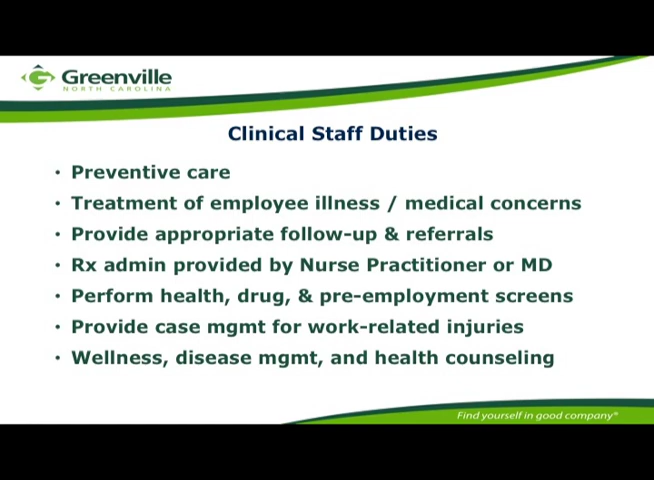 Greenville
NORTH CAROLINA
Clinical Staff Duties
• Preventive care
• Treatment of employee illness / medical concerns
• Provide appropriate follow-up & referrals
• Rx admin provided by Nurse Practitioner or MD
• Perform health, drug, & pre-employment screens
• Provide case mgmt for work-related injuries
• Wellness, disease mgmt, and health counseling
Find yourself in good company®